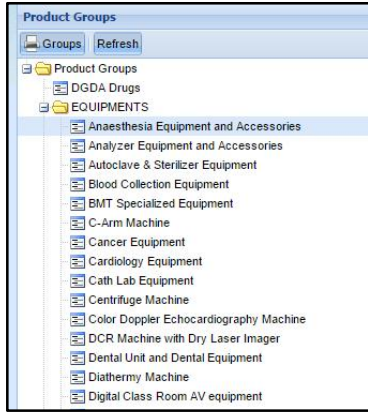 Product Groups
Groups Refresh
Product Groups
DGDA Drugs
EQUIPMENTS
Anaesthesia Equipment and Accessories
Analyzer Equipment and Accessories
Autoclave & Sterilizer Equipment
Blood Collection Equipment
BMT Specialized Equipment
C-Arm Machine
Cancer Equipment
Cardiology Equipment
Cath Lab Equipment
Centrifuge Machine
Color Doppler Echocardiography Machine
DCR Machine with Dry Laser Imager
Dental Unit and Dental Equipment
Diathermy Machine
Digital Class Room AV equipment